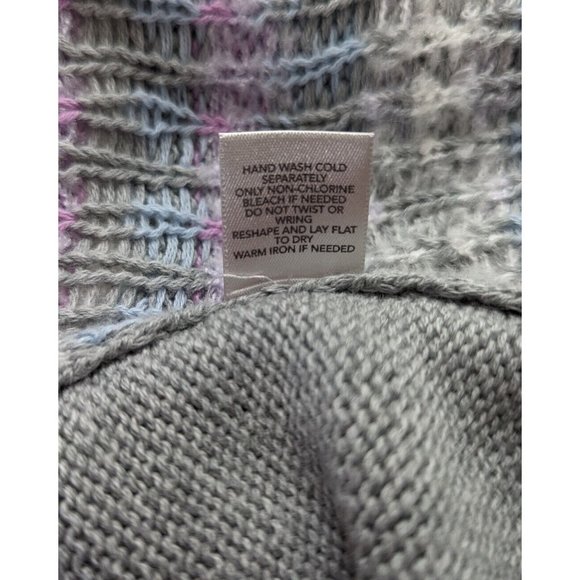 HAND WASH COLD
SEPARATELY
ONLY NON-CHLORINE
BLEACH IF NEEDED
DO NOT TWIST OR
WRING
RESHAPE AND LAY FLAT
TO DRY
WARM IRON IF NEEDED